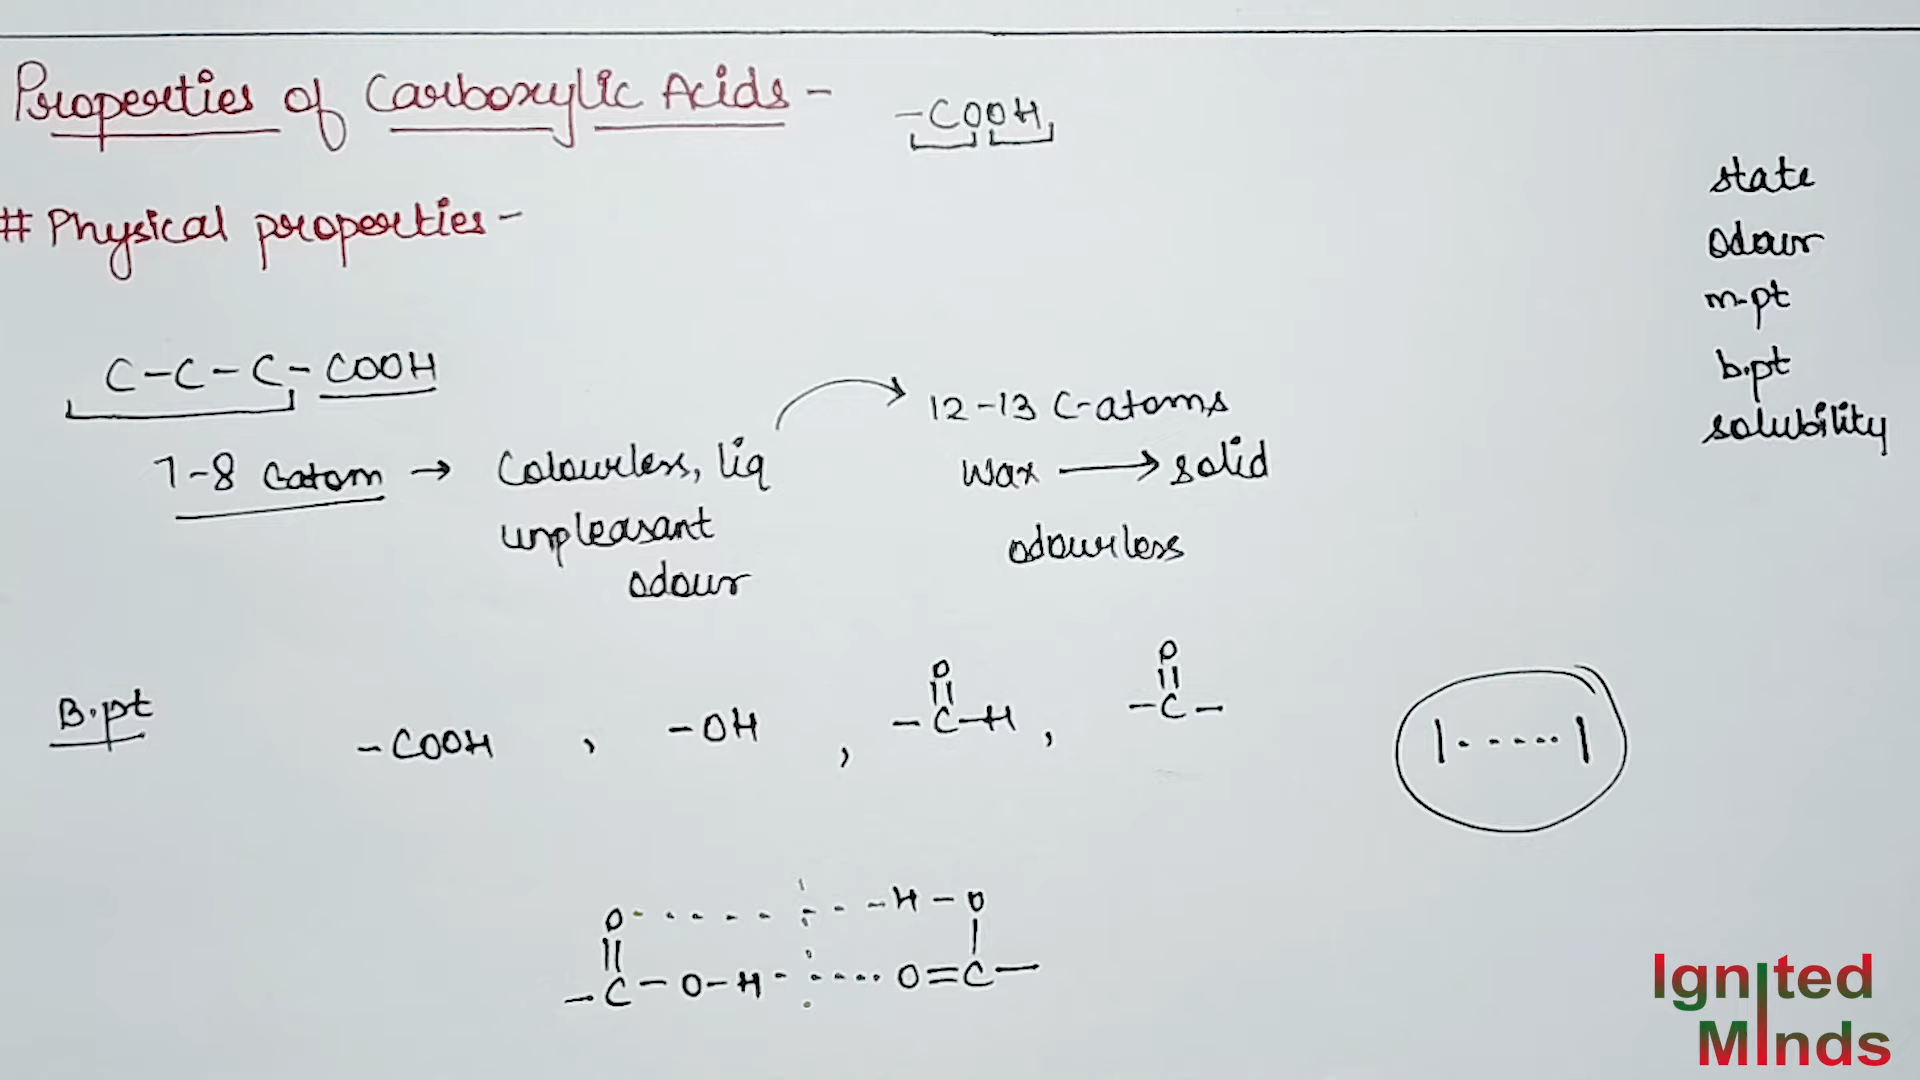 Properties of Carboxylic Acids -
-COOH
# Physical properties -
state
odour
m.pt
b.pt
solubility
C-C-C-COOH
7-8 C-atom → Colourless, liq
unpleasant
odour
12-13 C-atoms
wax → solid
odourless
B.pt
-COOH , -OH , -C-H , -C-
O O
O ...... -H-O
-C-O-H ...... O=C-
Ignited
Minds